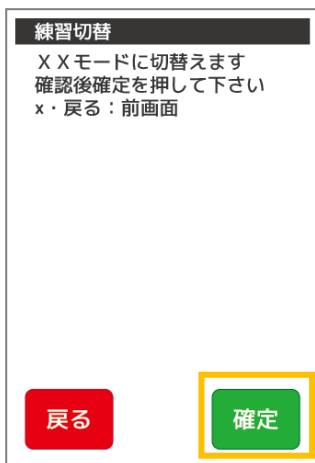 練習切替
ＸＸモードに切替えます
確認後確定を押して下さい
x・戻る：前画面
戻る
確定